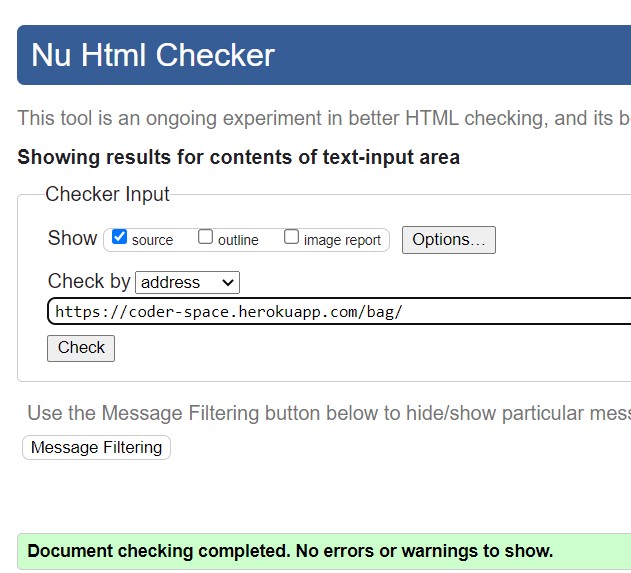 Nu Html Checker
This tool is an ongoing experiment in better HTML checking, and its b
Showing results for contents of text-input area
Checker Input
Show source outline image report Options...
Check by address
https://coder-space.herokuapp.com/bag/
Check
Use the Message Filtering button below to hide/show particular mess
Message Filtering
Document checking completed. No errors or warnings to show.